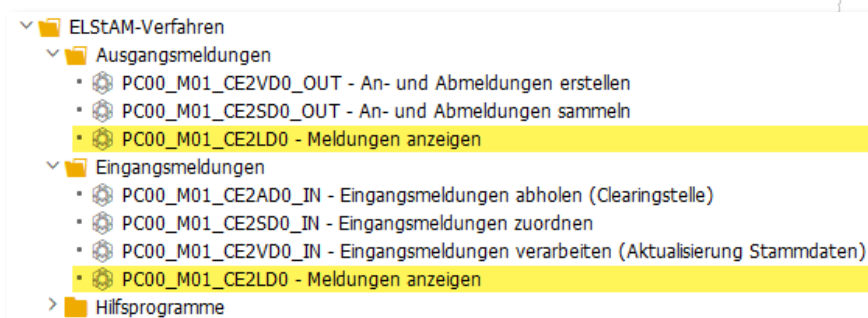 ELStAM-Verfahren
Ausgangsmeldungen
PC00_M01_CE2VD0_OUT - An- und Abmeldungen erstellen
PC00_M01_CE2SD0_OUT - An- und Abmeldungen sammeln
PC00_M01_CE2LD0 - Meldungen anzeigen
Eingangsmeldungen
PC00_M01_CE2AD0_IN - Eingangsmeldungen abholen (Clearingstelle)
PC00_M01_CE2SD0_IN - Eingangsmeldungen zuordnen
PC00_M01_CE2VD0_IN - Eingangsmeldungen verarbeiten (Aktualisierung Stammdaten)
PC00_M01_CE2LD0 - Meldungen anzeigen
Hilfsprogramme